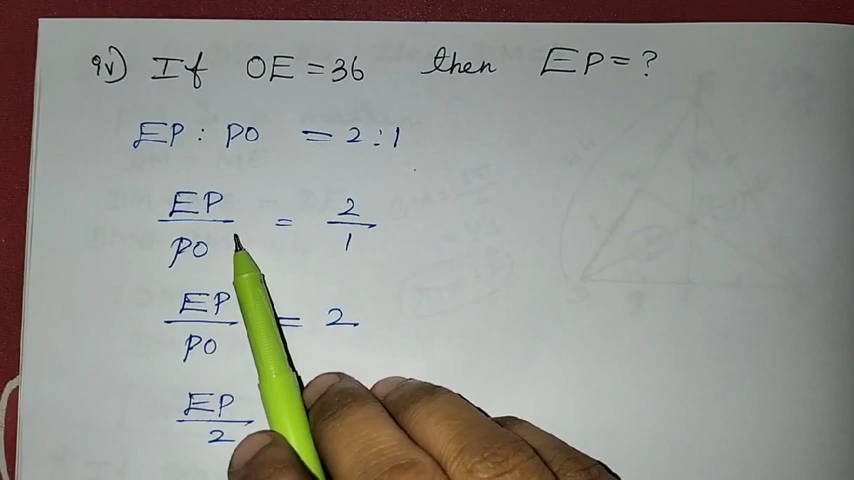 iv) If OE = 36 then EP = ?
EP : PO = 2 : 1
EP/PO = 2/1
EP/PO = 2
EP/2